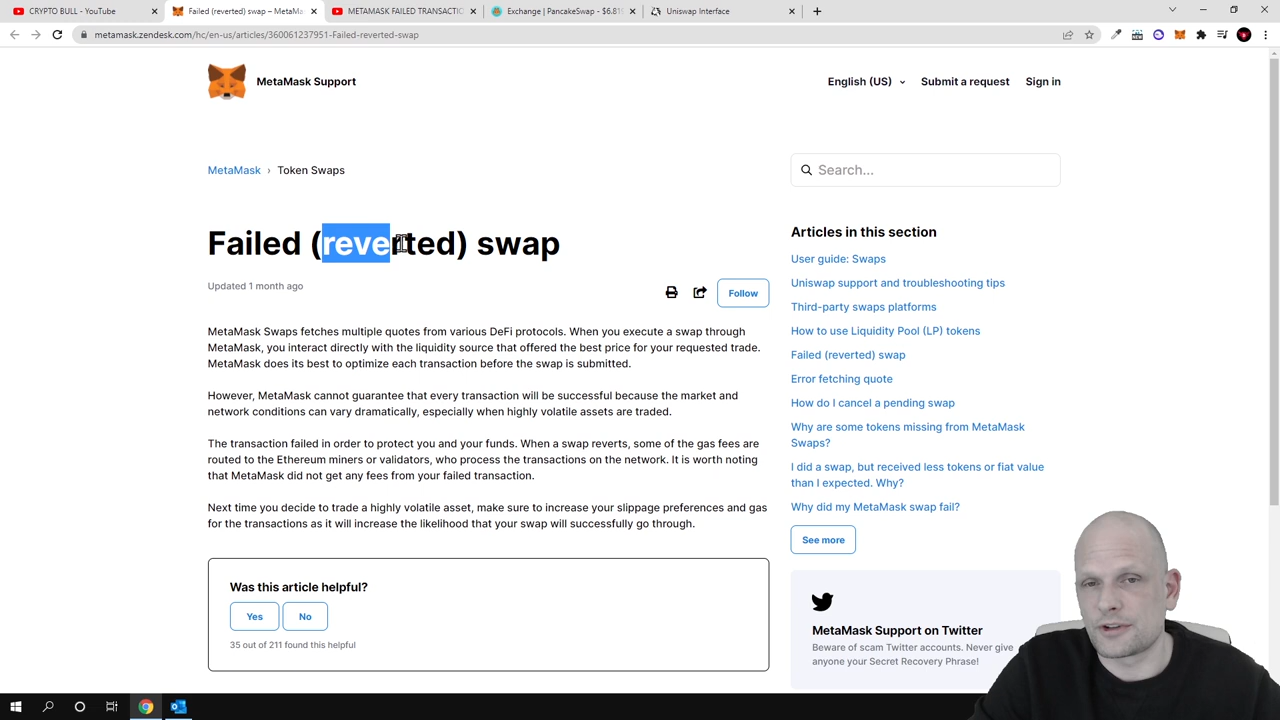 CRYPTO BULL - YouTube
Failed (reverted) swap – MetaM
METAMASK FAILED TRANSACTIO
Exchange | PancakeSwap - $6.81
Uniswap Interface
metamask.zendesk.com/hc/en-us/articles/360061237951-Failed-reverted-swap
MetaMask Support
English (US)
Submit a request
Sign in
MetaMask › Token Swaps
Search...
Failed (reverted) swap
Updated 1 month ago
Follow
MetaMask Swaps fetches multiple quotes from various DeFi protocols. When you execute a swap through
MetaMask, you interact directly with the liquidity source that offered the best price for your requested trade.
MetaMask does its best to optimize each transaction before the swap is submitted.
However, MetaMask cannot guarantee that every transaction will be successful because the market and
network conditions can vary dramatically, especially when highly volatile assets are traded.
The transaction failed in order to protect you and your funds. When a swap reverts, some of the gas fees are
routed to the Ethereum miners or validators, who process the transactions on the network. It is worth noting
that MetaMask did not get any fees from your failed transaction.
Next time you decide to trade a highly volatile asset, make sure to increase your slippage preferences and gas
for the transactions as it will increase the likelihood that your swap will successfully go through.
Was this article helpful?
Yes
No
35 out of 211 found this helpful
Articles in this section
User guide: Swaps
Uniswap support and troubleshooting tips
Third-party swaps platforms
How to use Liquidity Pool (LP) tokens
Failed (reverted) swap
Error fetching quote
How do I cancel a pending swap
Why are some tokens missing from MetaMask
Swaps?
I did a swap, but received less tokens or fiat value
than I expected. Why?
Why did my MetaMask swap fail?
See more
MetaMask Support on Twitter
Beware of scam Twitter accounts. Never give
anyone your Secret Recovery Phrase!